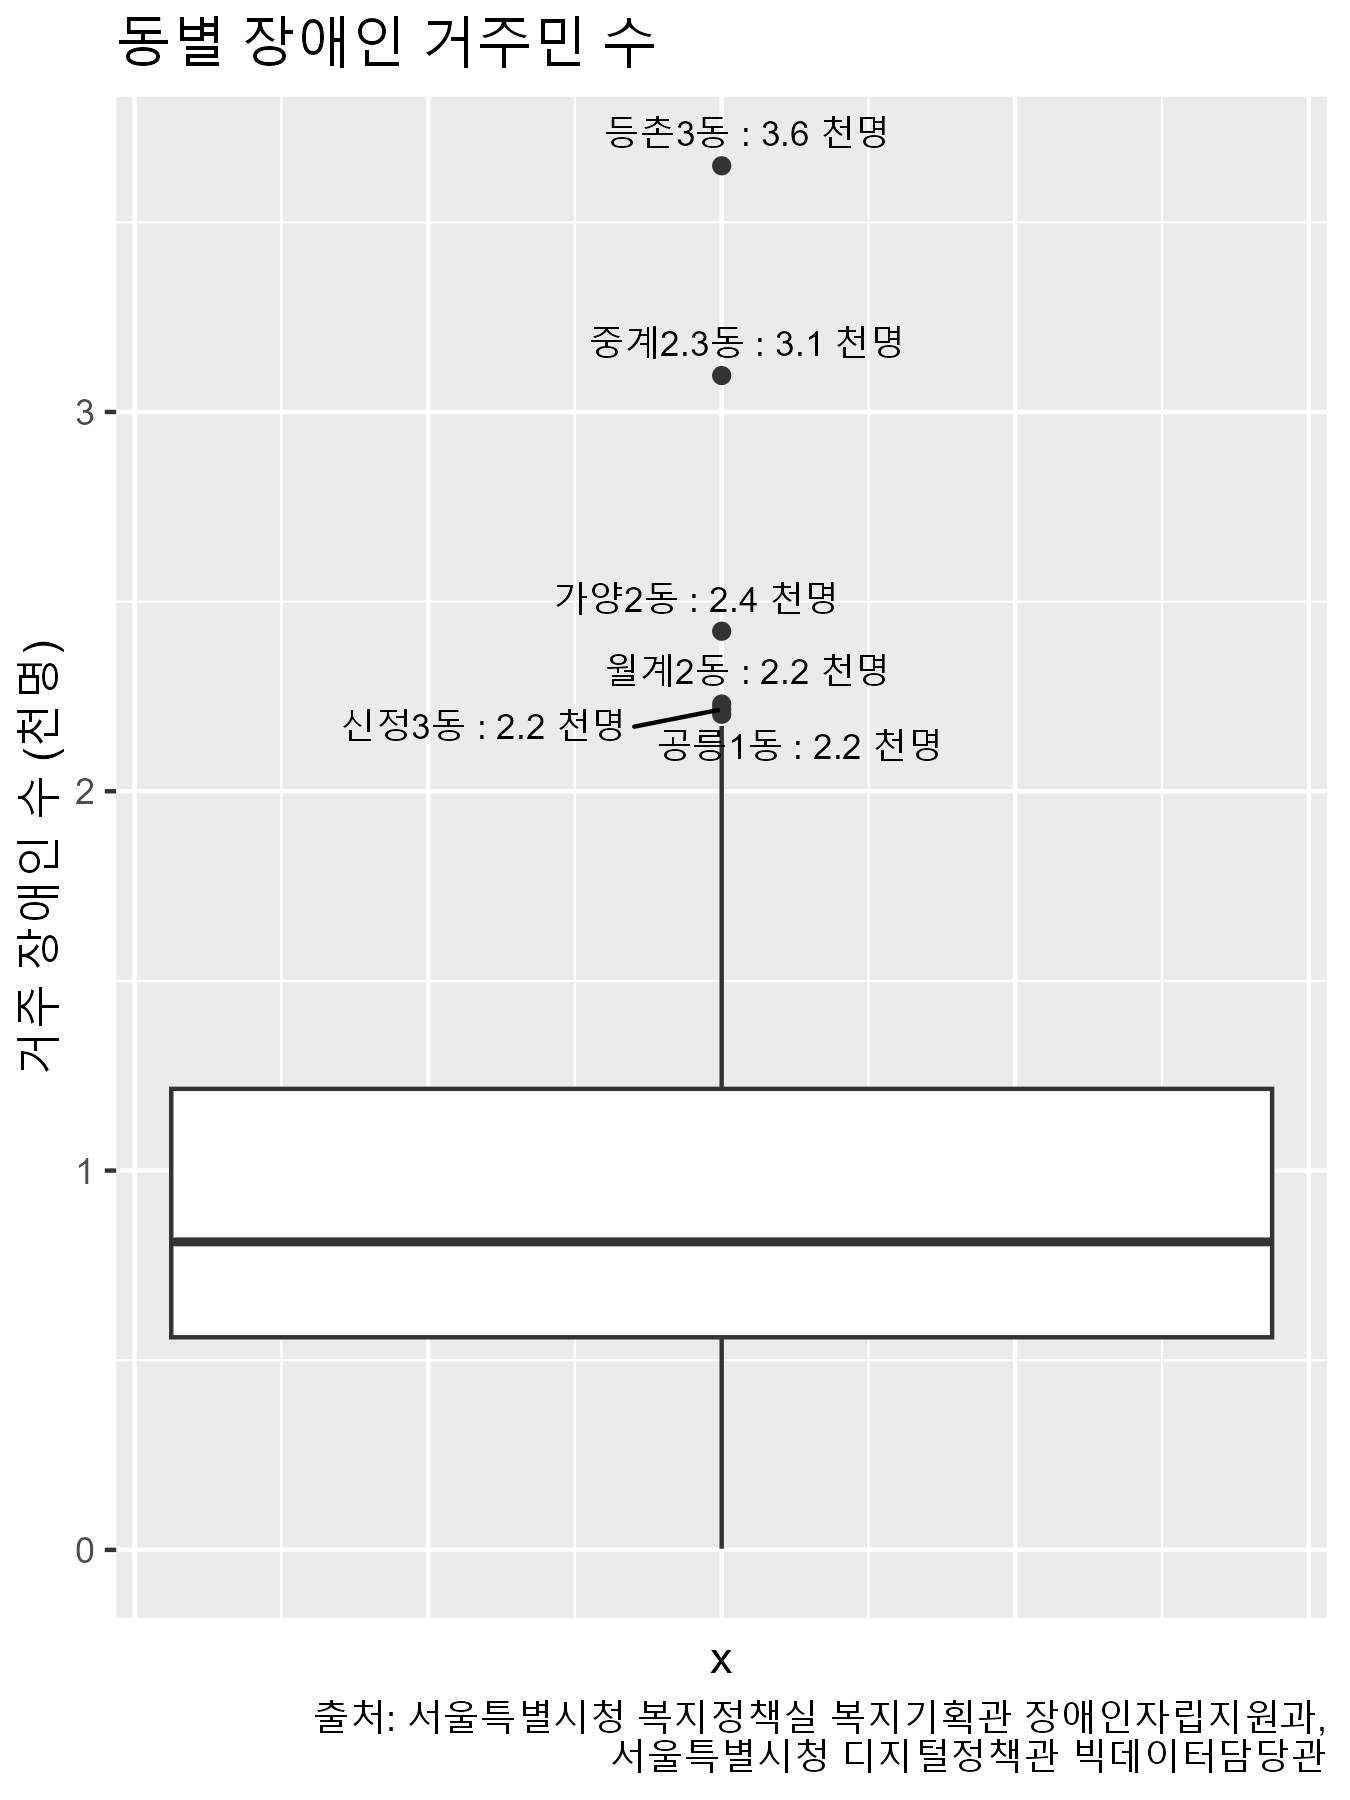 동별 장애인 거주민 수
등촌3동 : 3.6 천명
중계2.3동 : 3.1 천명
3
가양2동 : 2.4 천명
월계2동 : 2.2 천명
신정3동 : 2.2 천명
공릉1동 : 2.2 천명
2
거주 장애인 수 (천명)
1
0
x
출처: 서울특별시청 복지정책실 복지기획관 장애인자립지원과,
서울특별시청 디지털정책관 빅데이터담당관